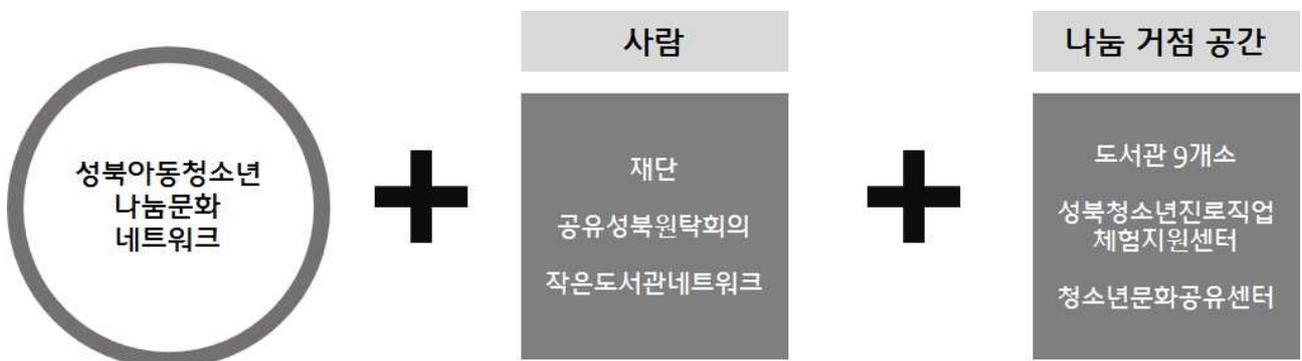 성북아동청소년
나눔문화
네트워크
사람
재단
공유성북원탁회의
작은도서관네트워크
나눔 거점 공간
도서관 9개소
성북청소년진로직업
체험지원센터
청소년문화공유센터